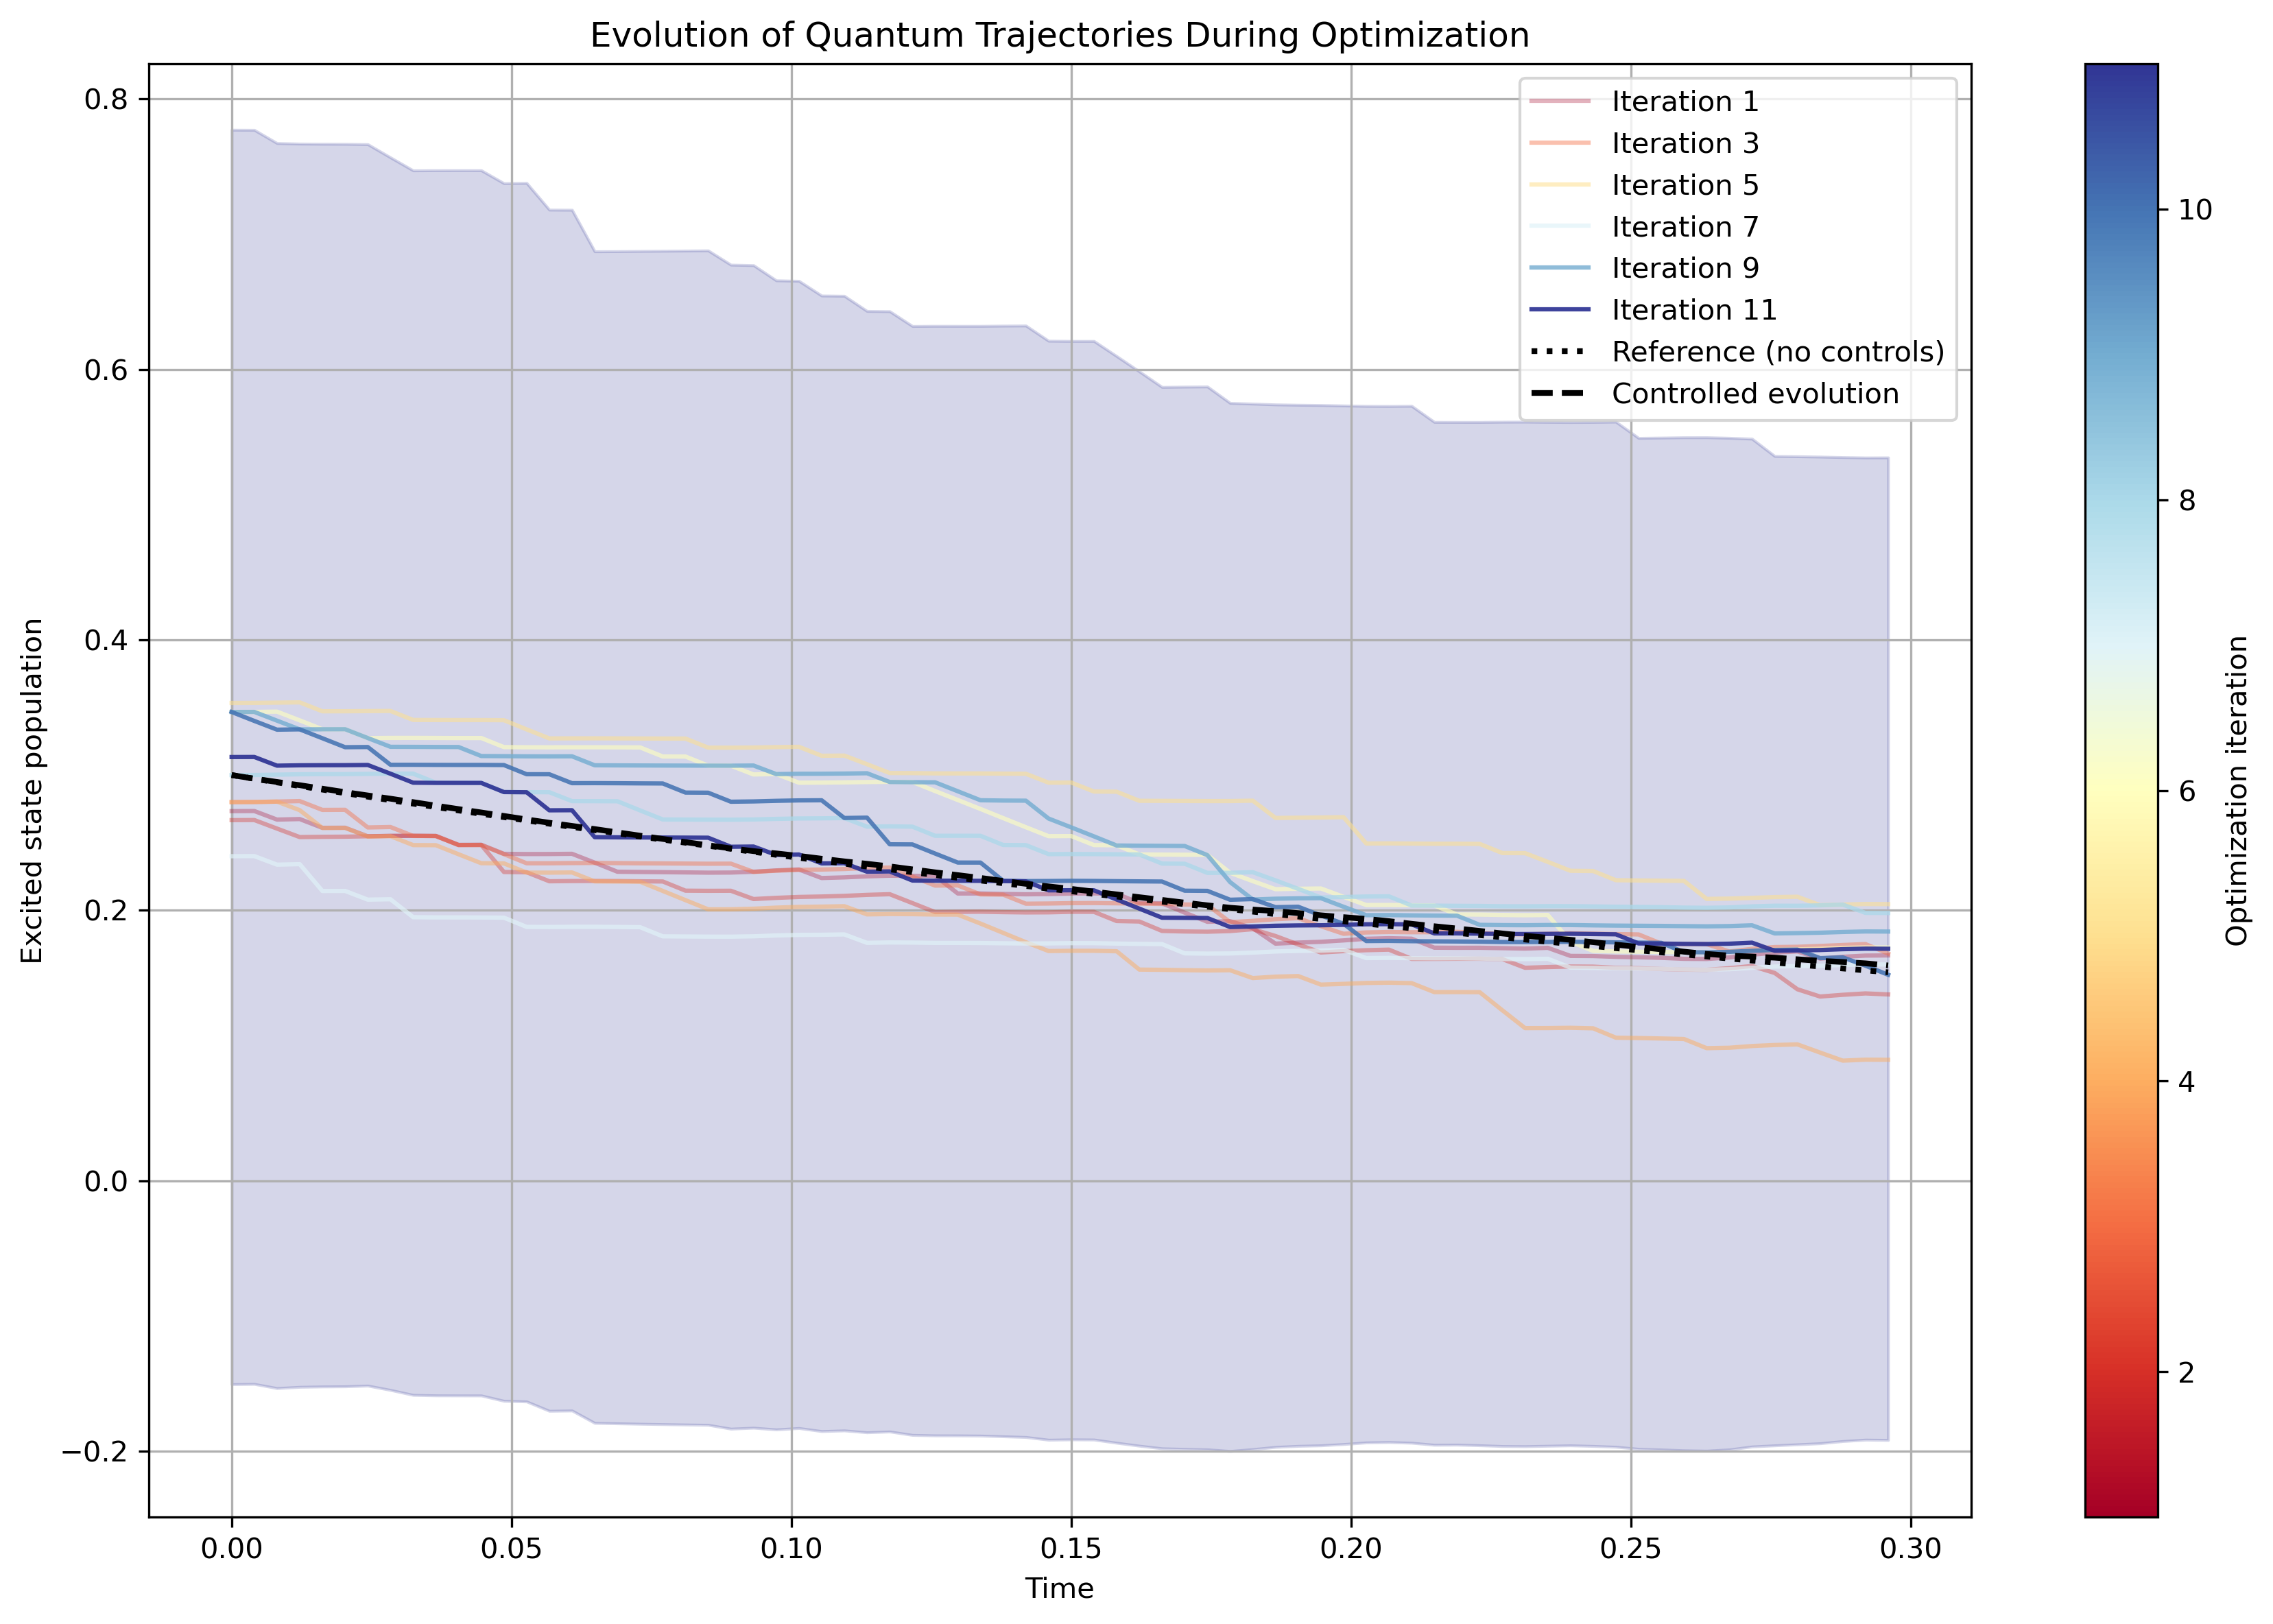 Evolution of Quantum Trajectories During Optimization
Excited state population
0.8
0.6
0.4
0.2
0.0
−0.2
Iteration 1
Iteration 3
Iteration 5
Iteration 7
Iteration 9
Iteration 11
Reference (no controls)
Controlled evolution
0.00
0.05
0.10
0.15
0.20
0.25
0.30
Time
10
8
6
4
2
Optimization iteration